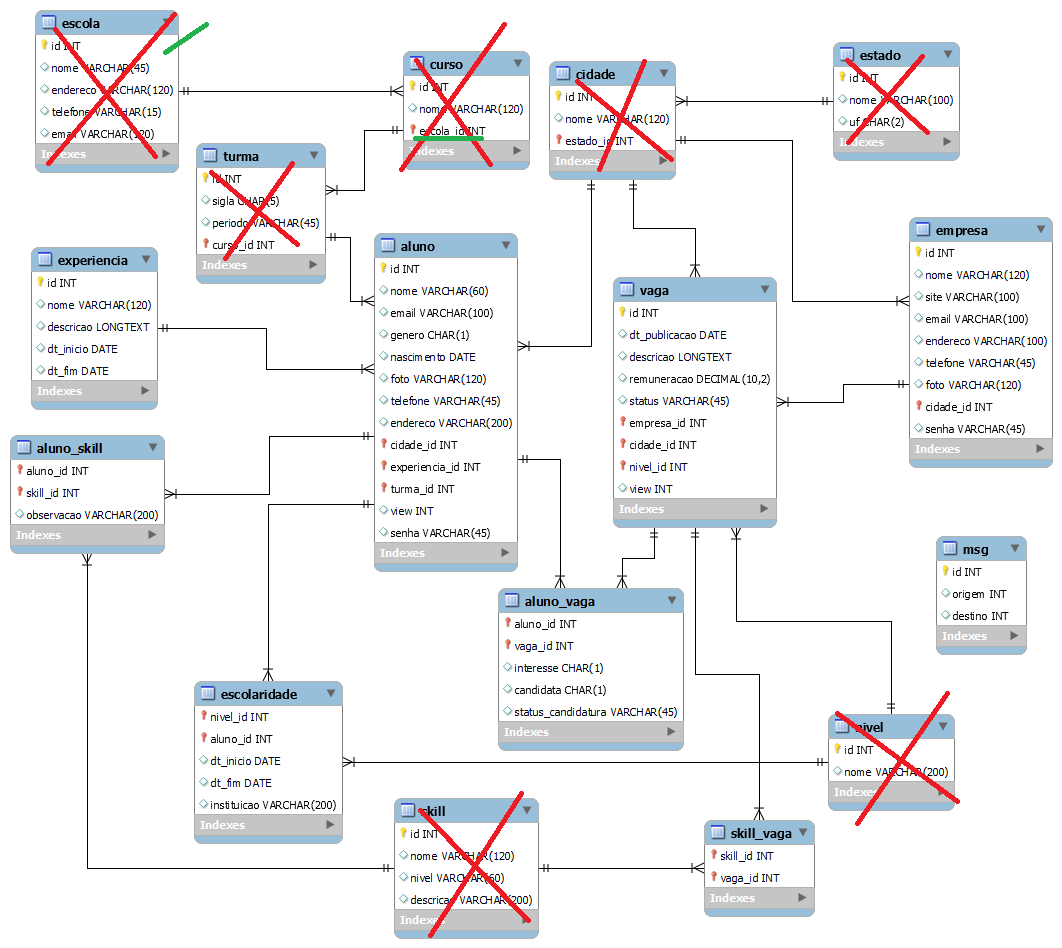 escola
id INT
nome VARCHAR(45)
endereco VARCHAR(120)
telefone VARCHAR(15)
email VARCHAR(120)
Indexes
curso
id INT
nome VARCHAR(120)
escola_id INT
Indexes
cidade
id INT
nome VARCHAR(120)
estado_id INT
Indexes
estado
id INT
nome VARCHAR(100)
uf CHAR(2)
Indexes
turma
id INT
sigla CHAR(5)
periodo VARCHAR(45)
curso_id INT
Indexes
experiencia
id INT
nome VARCHAR(120)
descricao LONGTEXT
dt_inicio DATE
dt_fim DATE
Indexes
aluno
id INT
nome VARCHAR(60)
email VARCHAR(100)
genero CHAR(1)
nascimento DATE
foto VARCHAR(120)
telefone VARCHAR(45)
endereco VARCHAR(200)
cidade_id INT
experiencia_id INT
turma_id INT
view INT
senha VARCHAR(45)
Indexes
vaga
id INT
dt_publicacao DATE
descricao LONGTEXT
remuneracao DECIMAL(10,2)
status VARCHAR(45)
empresa_id INT
cidade_id INT
nivel_id INT
view INT
Indexes
empresa
id INT
nome VARCHAR(120)
site VARCHAR(100)
email VARCHAR(100)
endereco VARCHAR(100)
telefone VARCHAR(45)
foto VARCHAR(120)
cidade_id INT
senha VARCHAR(45)
Indexes
aluno_skill
aluno_id INT
skill_id INT
observacao VARCHAR(200)
Indexes
msg
id INT
origem INT
destino INT
Indexes
aluno_vaga
aluno_id INT
vaga_id INT
interesse CHAR(1)
candidata CHAR(1)
status_candidatura VARCHAR(45)
Indexes
escolaridade
nivel_id INT
aluno_id INT
dt_inicio DATE
dt_fim DATE
instituicao VARCHAR(200)
Indexes
nivel
id INT
nome VARCHAR(200)
Indexes
skill
id INT
nome VARCHAR(120)
nivel VARCHAR(60)
descricao VARCHAR(200)
Indexes
skill_vaga
skill_id INT
vaga_id INT
Indexes